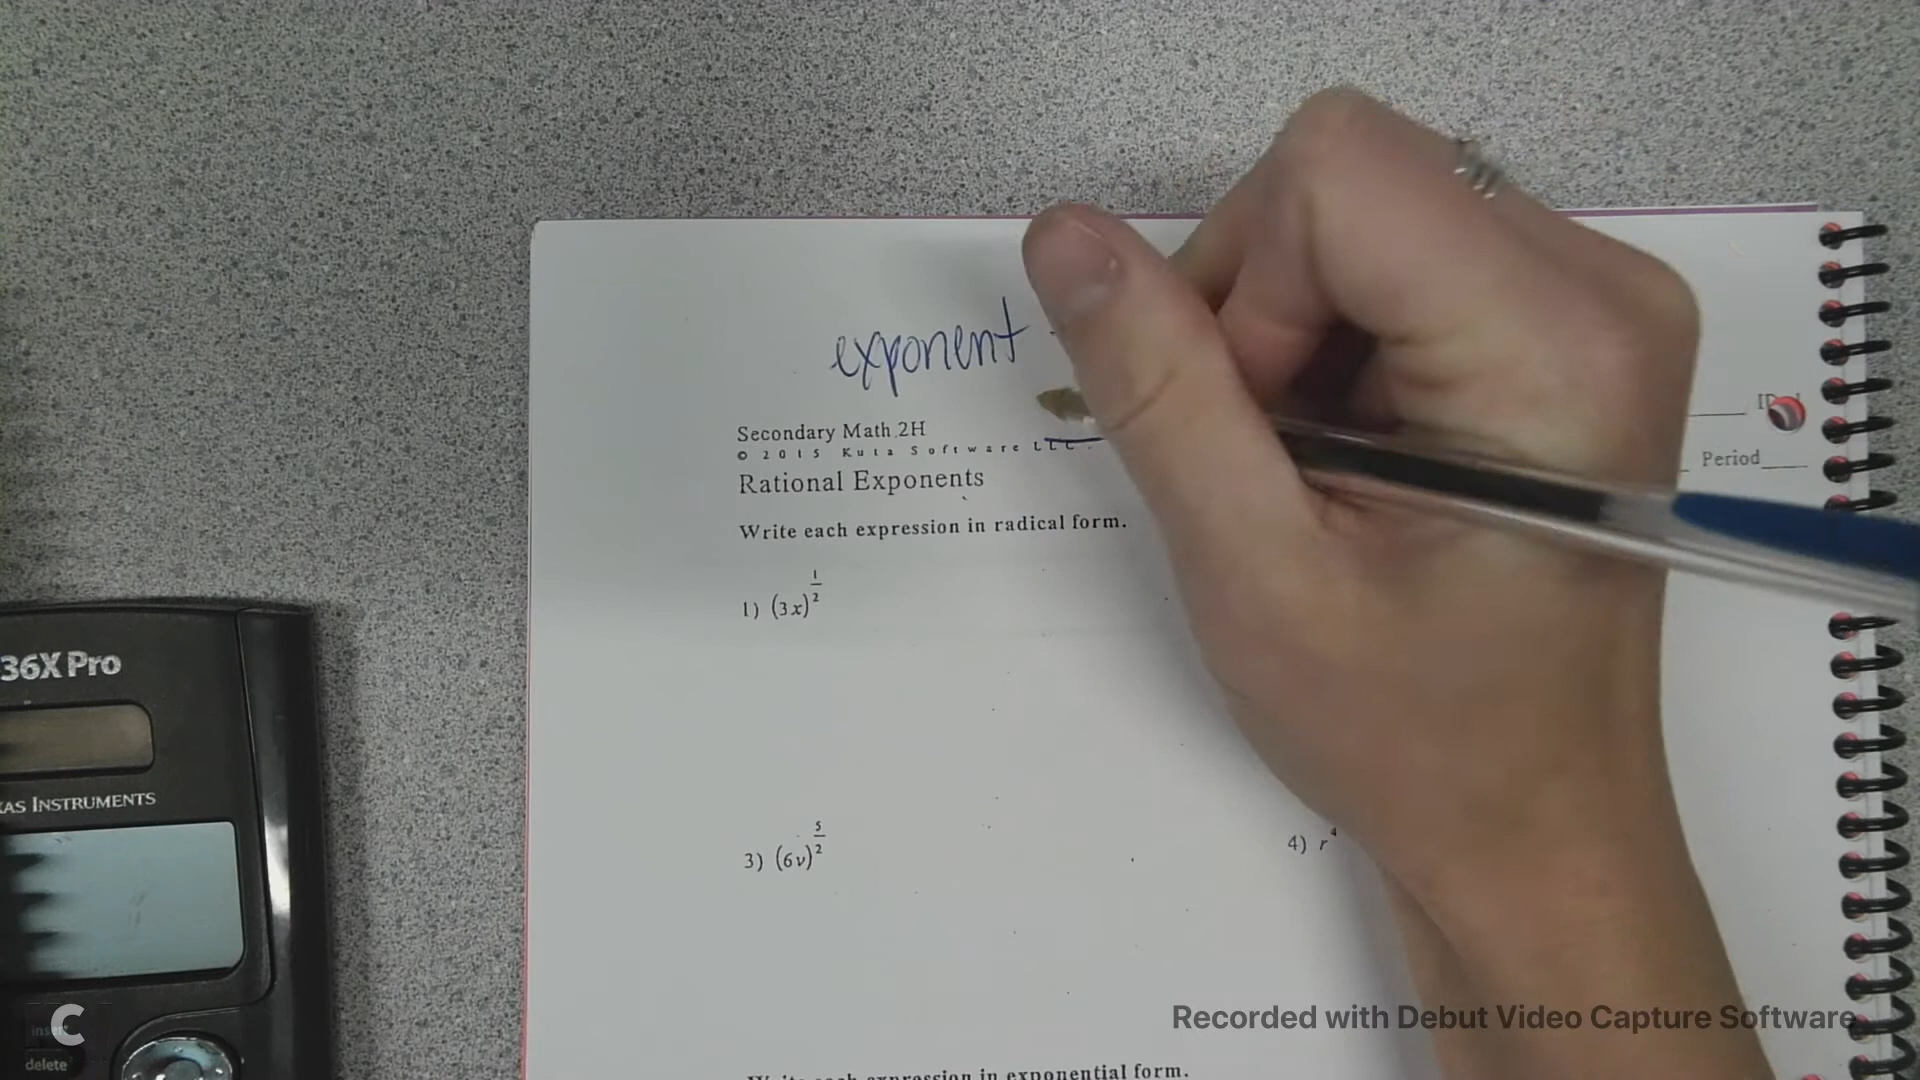 exponent
Secondary Math 2H
© 2015 Kuta Software LLC.
Period____
Rational Exponents
Write each expression in radical form.
1) (3x)^(1/2)
3) (6v)^(5/2)
4) r
Write each expression in exponential form.
36X Pro
TEXAS INSTRUMENTS
insert
delete
C
Recorded with Debut Video Capture Software